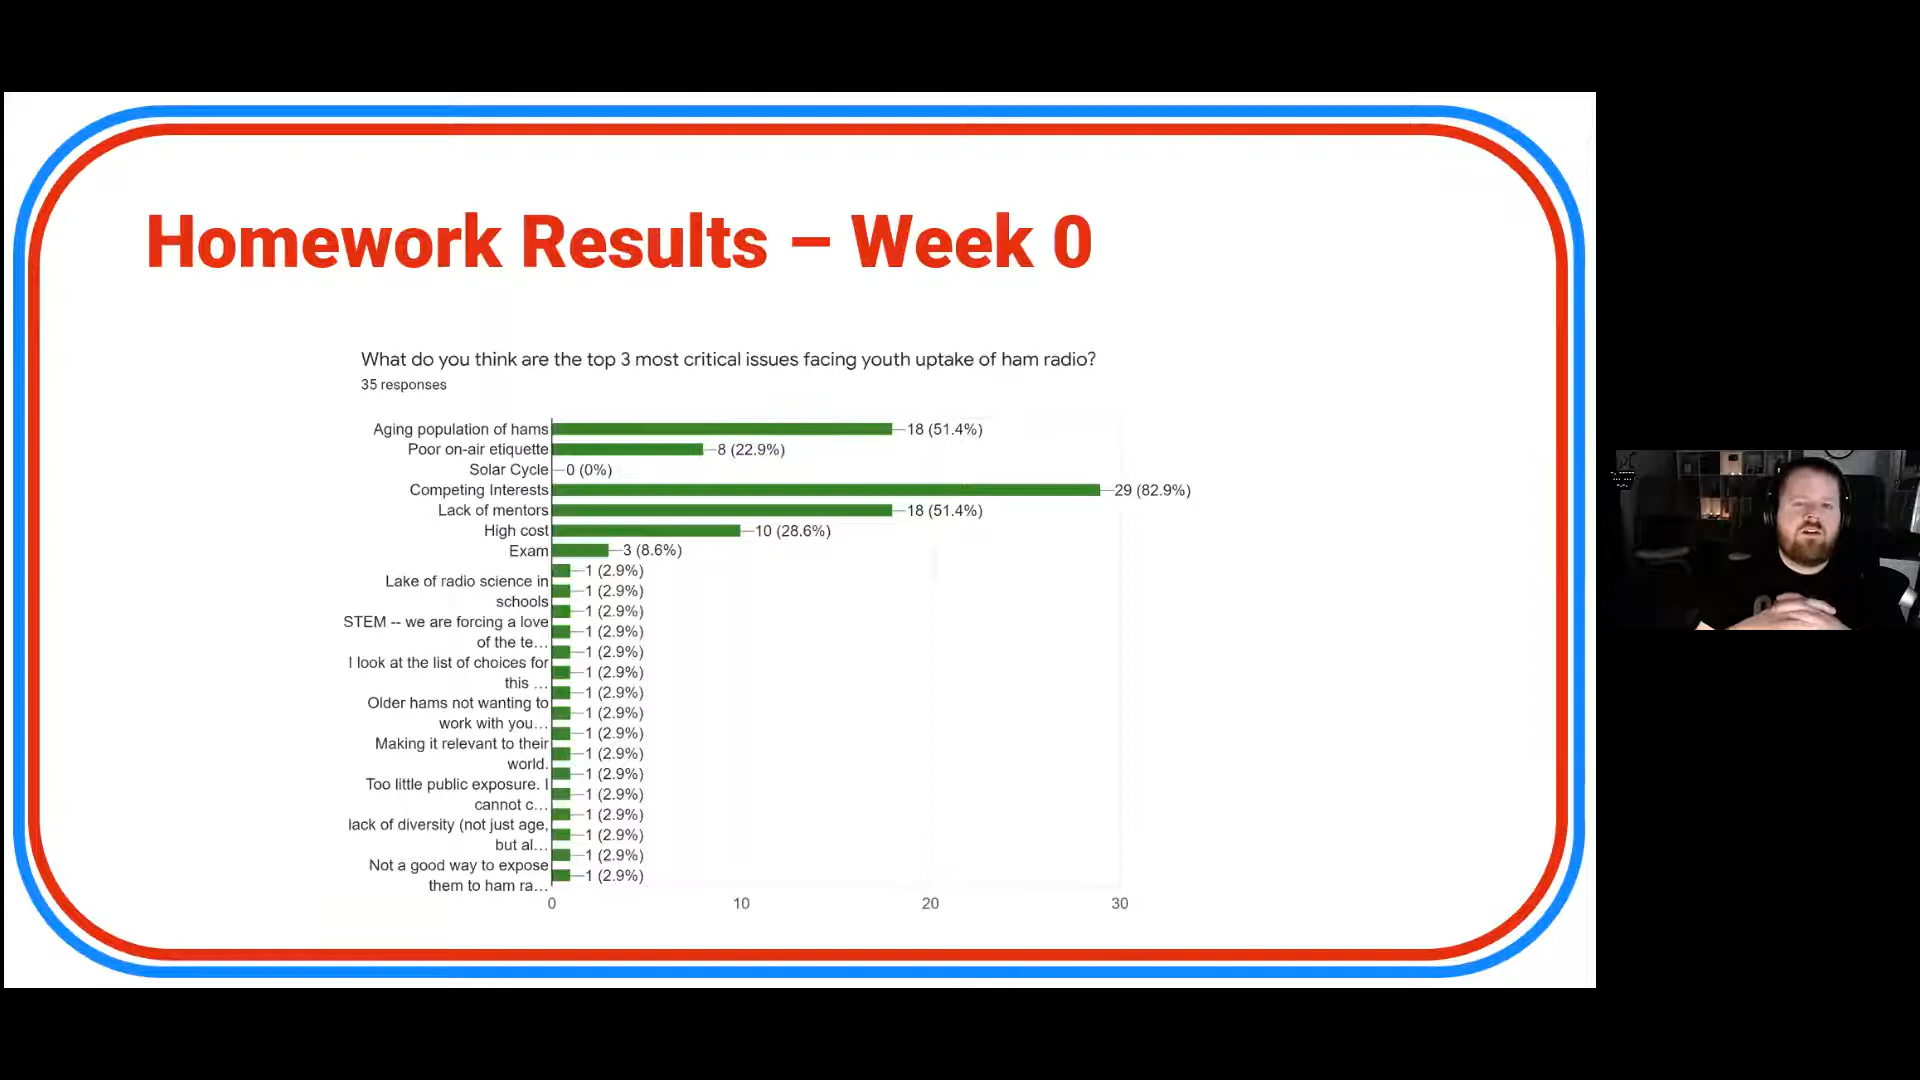 Homework Results – Week 0
What do you think are the top 3 most critical issues facing youth uptake of ham radio?
35 responses
Aging population of hams 18 (51.4%)
Poor on-air etiquette 8 (22.9%)
Solar Cycle 0 (0%)
Competing Interests 29 (82.9%)
Lack of mentors 18 (51.4%)
High cost 10 (28.6%)
Exam 3 (8.6%)
1 (2.9%)
Lake of radio science in
1 (2.9%)
schools
1 (2.9%)
STEM -- we are forcing a love
1 (2.9%)
of the te…
1 (2.9%)
I look at the list of choices for
1 (2.9%)
this …
1 (2.9%)
Older hams not wanting to
1 (2.9%)
work with you…
1 (2.9%)
Making it relevant to their
1 (2.9%)
world.
1 (2.9%)
Too little public exposure. I
1 (2.9%)
cannot c…
1 (2.9%)
lack of diversity (not just age,
1 (2.9%)
but al…
1 (2.9%)
Not a good way to expose
1 (2.9%)
them to ham ra…
0 10 20 30